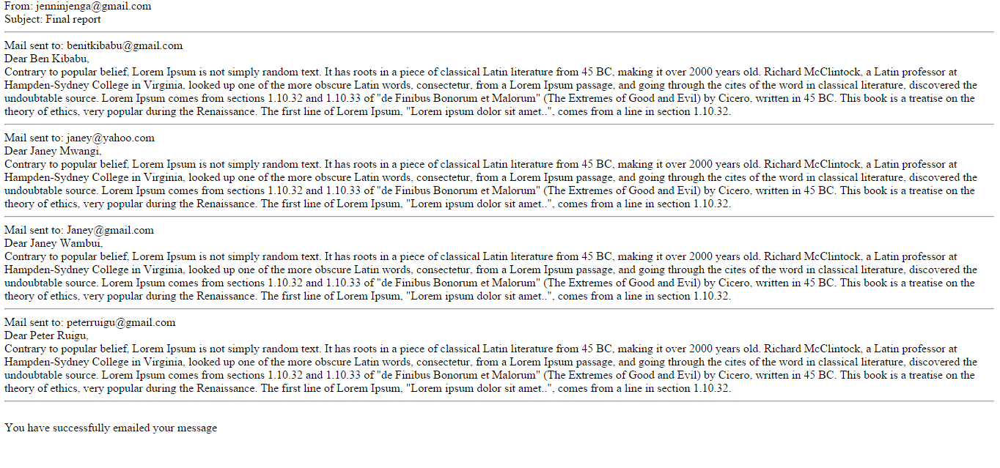 From: jenninjenga@gmail.com
Subject: Final report
Mail sent to: benitkibabu@gmail.com
Dear Ben Kibabu,
Contrary to popular belief, Lorem Ipsum is not simply random text. It has roots in a piece of classical Latin literature from 45 BC, making it over 2000 years old. Richard McClintock, a Latin professor at
Hampden-Sydney College in Virginia, looked up one of the more obscure Latin words, consectetur, from a Lorem Ipsum passage, and going through the cites of the word in classical literature, discovered the
undoubtable source. Lorem Ipsum comes from sections 1.10.32 and 1.10.33 of "de Finibus Bonorum et Malorum" (The Extremes of Good and Evil) by Cicero, written in 45 BC. This book is a treatise on the
theory of ethics, very popular during the Renaissance. The first line of Lorem Ipsum, "Lorem ipsum dolor sit amet..", comes from a line in section 1.10.32.
Mail sent to: janey@yahoo.com
Dear Janey Mwangi,
Contrary to popular belief, Lorem Ipsum is not simply random text. It has roots in a piece of classical Latin literature from 45 BC, making it over 2000 years old. Richard McClintock, a Latin professor at
Hampden-Sydney College in Virginia, looked up one of the more obscure Latin words, consectetur, from a Lorem Ipsum passage, and going through the cites of the word in classical literature, discovered the
undoubtable source. Lorem Ipsum comes from sections 1.10.32 and 1.10.33 of "de Finibus Bonorum et Malorum" (The Extremes of Good and Evil) by Cicero, written in 45 BC. This book is a treatise on the
theory of ethics, very popular during the Renaissance. The first line of Lorem Ipsum, "Lorem ipsum dolor sit amet..", comes from a line in section 1.10.32.
Mail sent to: Janey@gmail.com
Dear Janey Wambui,
Contrary to popular belief, Lorem Ipsum is not simply random text. It has roots in a piece of classical Latin literature from 45 BC, making it over 2000 years old. Richard McClintock, a Latin professor at
Hampden-Sydney College in Virginia, looked up one of the more obscure Latin words, consectetur, from a Lorem Ipsum passage, and going through the cites of the word in classical literature, discovered the
undoubtable source. Lorem Ipsum comes from sections 1.10.32 and 1.10.33 of "de Finibus Bonorum et Malorum" (The Extremes of Good and Evil) by Cicero, written in 45 BC. This book is a treatise on the
theory of ethics, very popular during the Renaissance. The first line of Lorem Ipsum, "Lorem ipsum dolor sit amet..", comes from a line in section 1.10.32.
Mail sent to: peterruigu@gmail.com
Dear Peter Ruigu,
Contrary to popular belief, Lorem Ipsum is not simply random text. It has roots in a piece of classical Latin literature from 45 BC, making it over 2000 years old. Richard McClintock, a Latin professor at
Hampden-Sydney College in Virginia, looked up one of the more obscure Latin words, consectetur, from a Lorem Ipsum passage, and going through the cites of the word in classical literature, discovered the
undoubtable source. Lorem Ipsum comes from sections 1.10.32 and 1.10.33 of "de Finibus Bonorum et Malorum" (The Extremes of Good and Evil) by Cicero, written in 45 BC. This book is a treatise on the
theory of ethics, very popular during the Renaissance. The first line of Lorem Ipsum, "Lorem ipsum dolor sit amet..", comes from a line in section 1.10.32.
You have successfully emailed your message